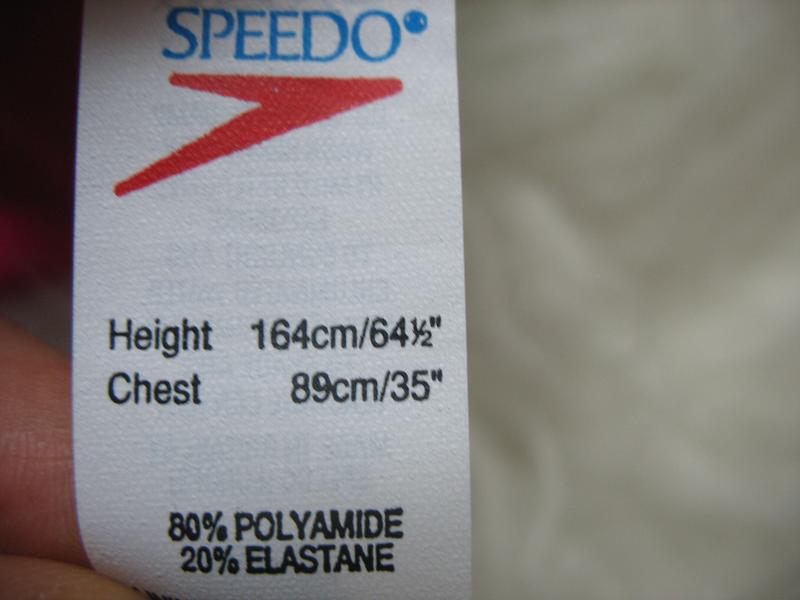 SPEEDO®
Height 164cm/64½"
Chest 89cm/35"
80% POLYAMIDE
20% ELASTANE